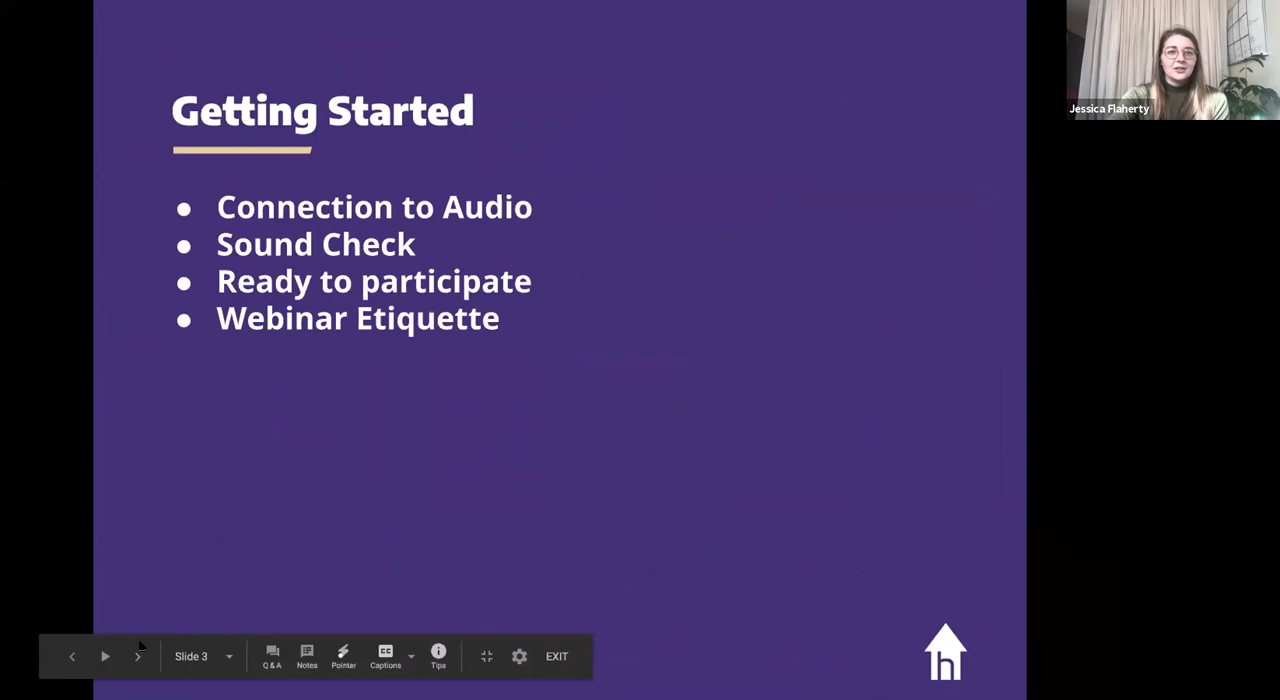 Getting Started
● Connection to Audio
● Sound Check
● Ready to participate
● Webinar Etiquette
Jessica Flaherty
Slide 3
Q & A
Notes
Pointer
Captions
Tips
EXIT
h